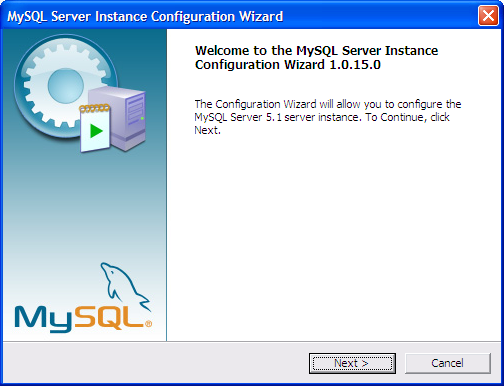 MySQL Server Instance Configuration Wizard
Welcome to the MySQL Server Instance
Configuration Wizard 1.0.15.0
The Configuration Wizard will allow you to configure the
MySQL Server 5.1 server instance. To Continue, click
Next.
MySQL®
Next >
Cancel